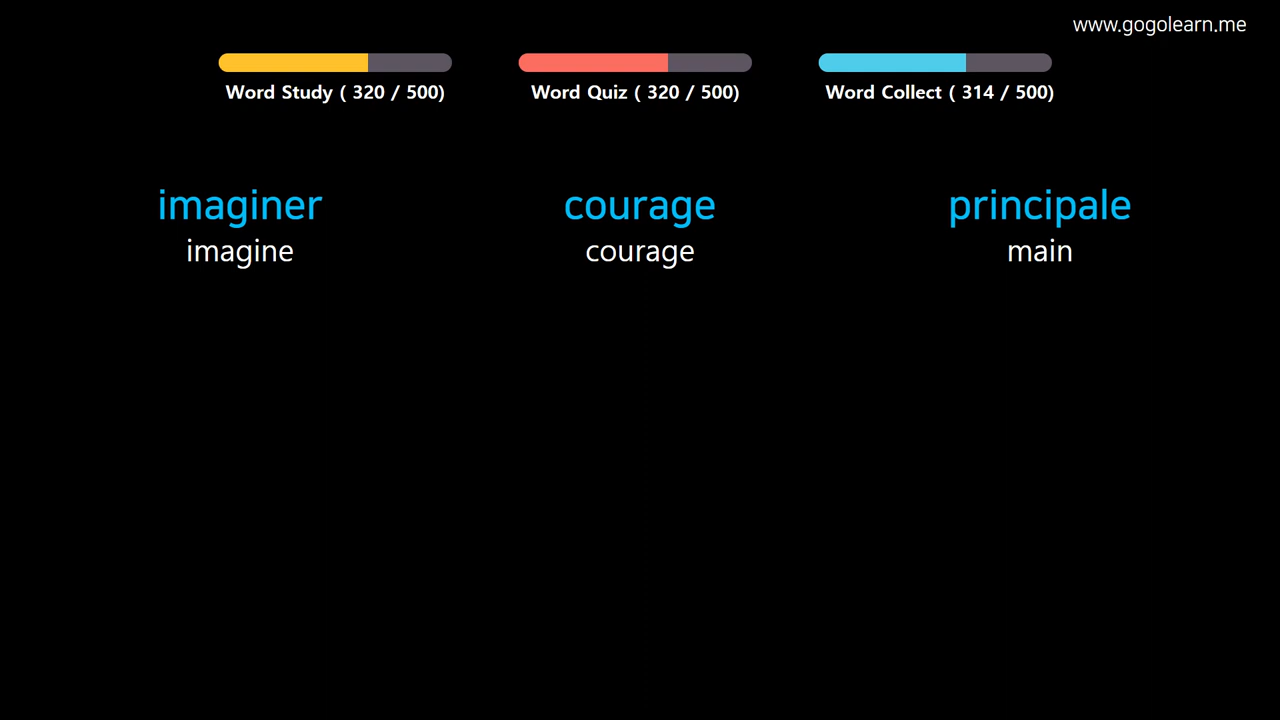 www.gogolearn.me
Word Study ( 320 / 500)
Word Quiz ( 320 / 500)
Word Collect ( 314 / 500)
imaginer
imagine
courage
courage
principale
main